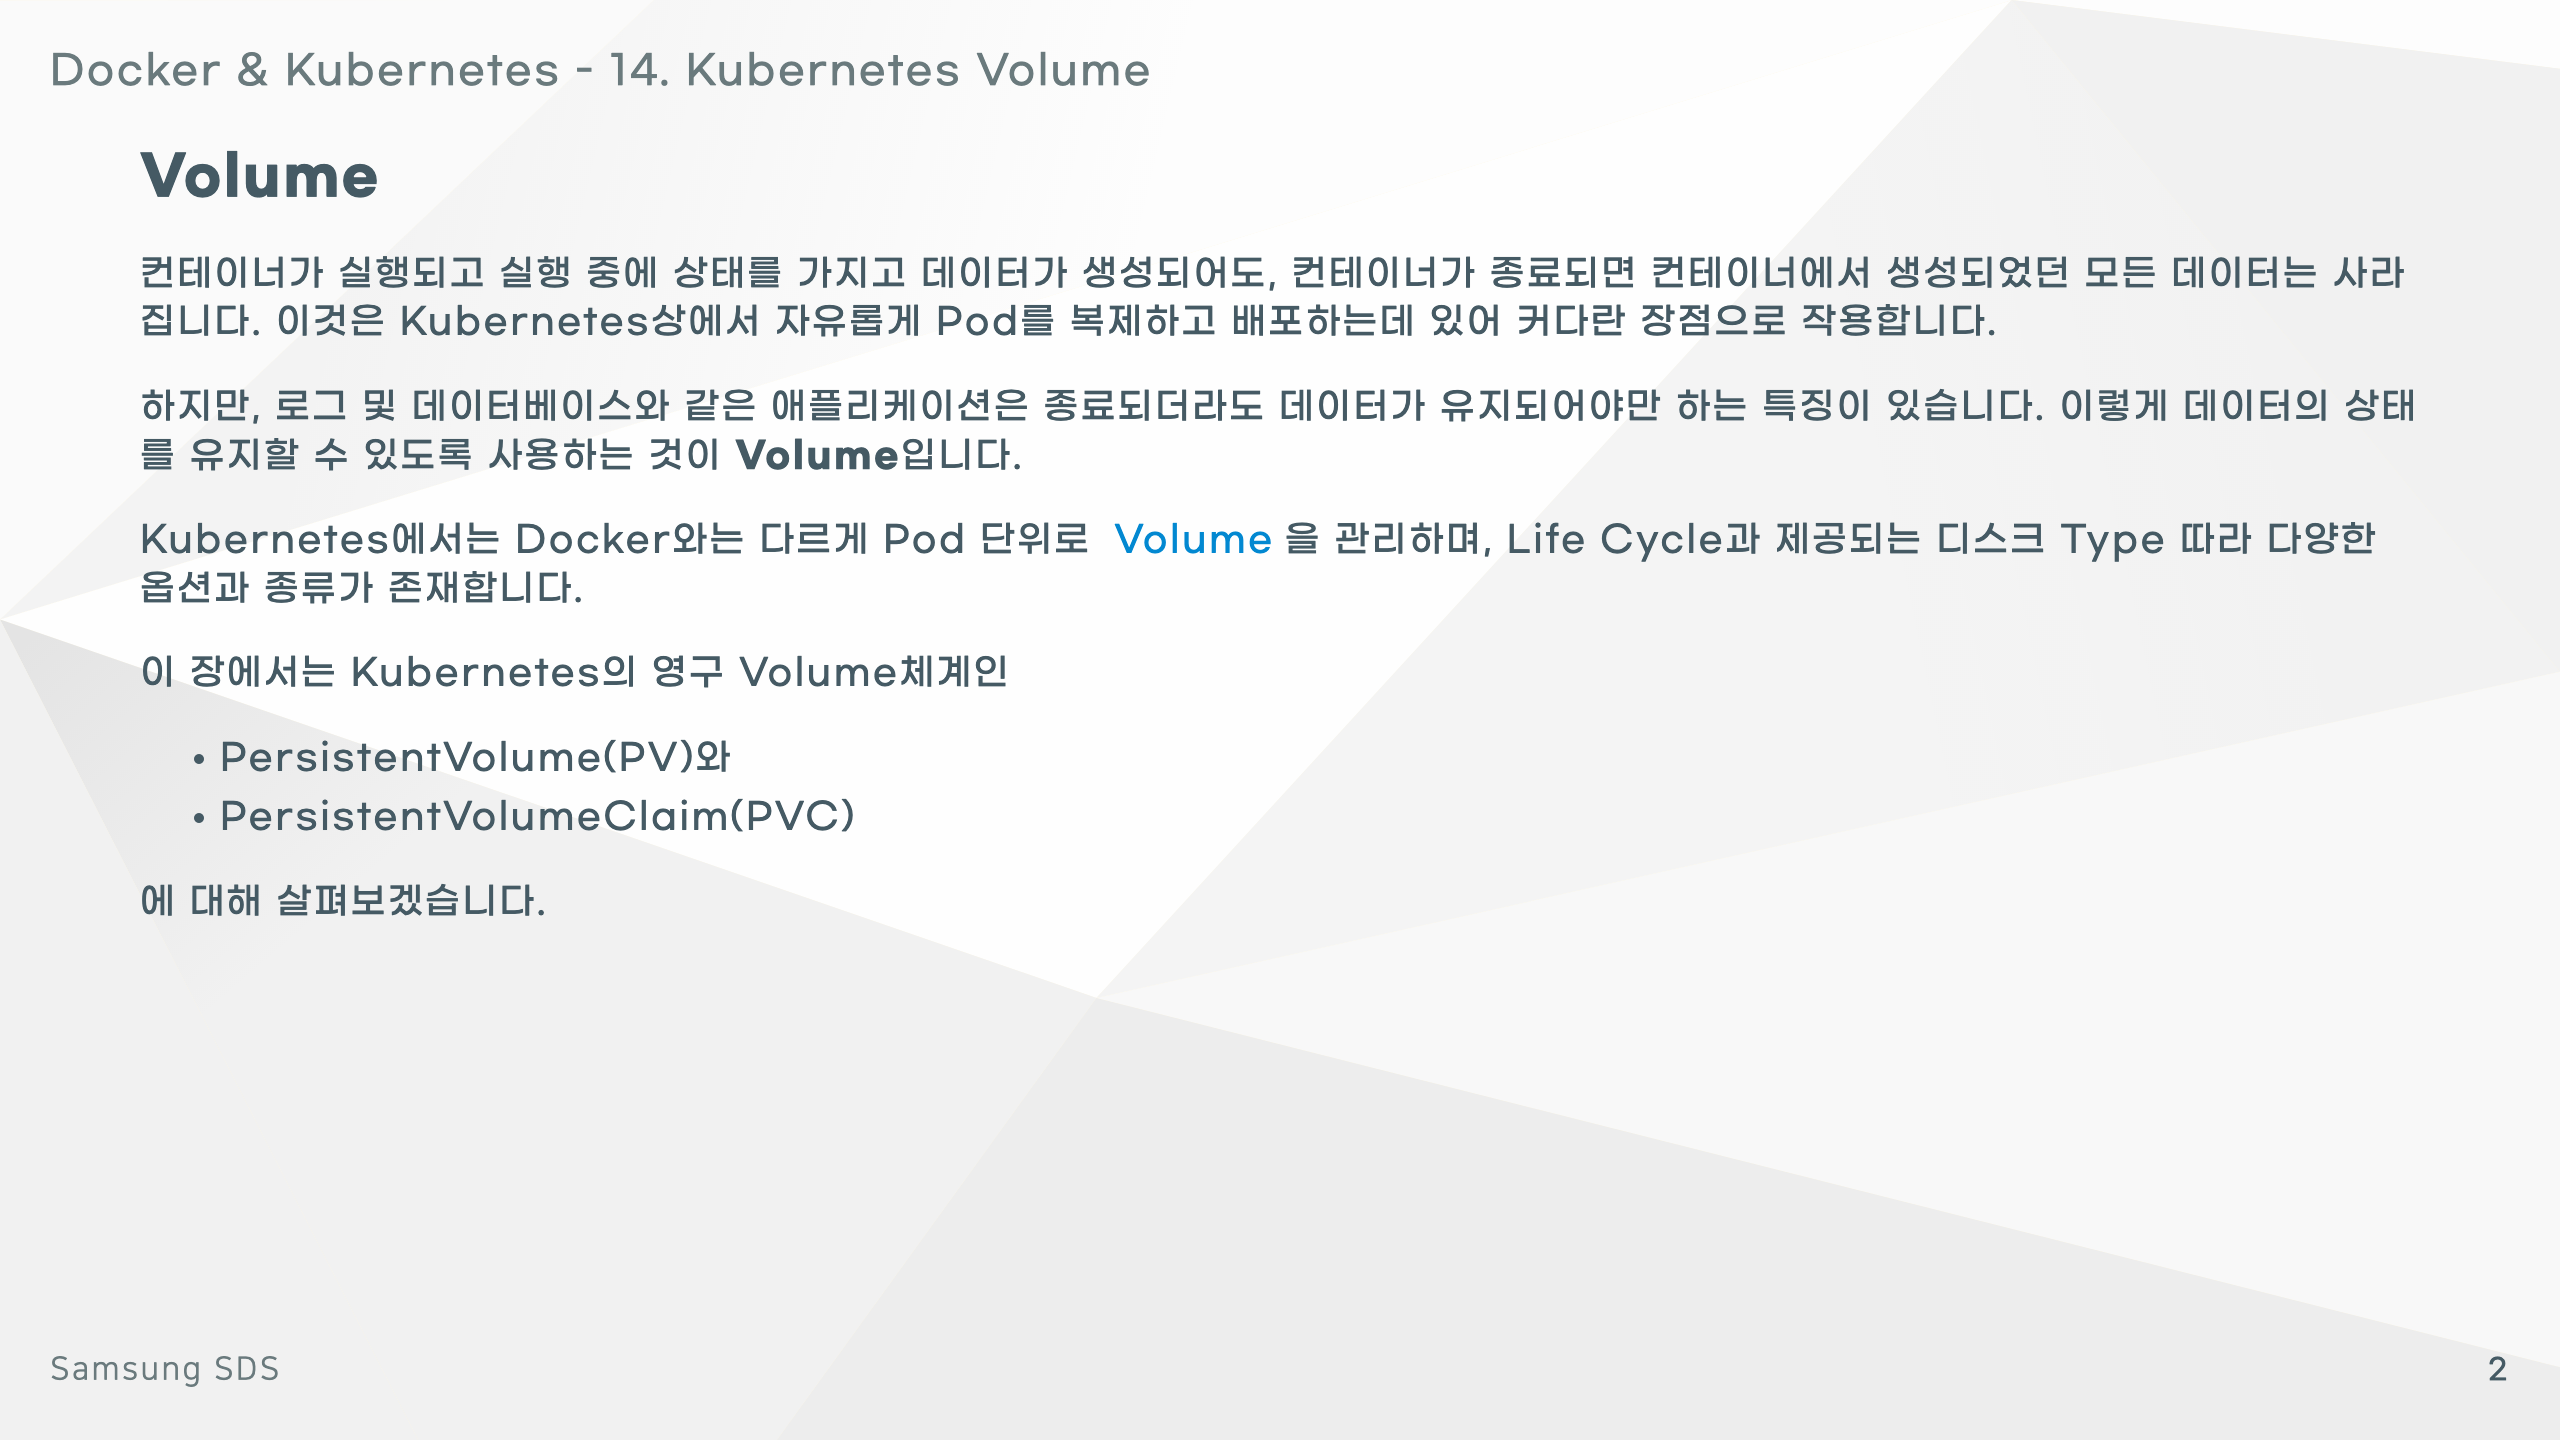 Docker & Kubernetes - 14. Kubernetes Volume
Volume
컨테이너가 실행되고 실행 중에 상태를 가지고 데이터가 생성되어도, 컨테이너가 종료되면 컨테이너에서 생성되었던 모든 데이터는 사라
집니다. 이것은 Kubernetes상에서 자유롭게 Pod를 복제하고 배포하는데 있어 커다란 장점으로 작용합니다.
하지만, 로그 및 데이터베이스와 같은 애플리케이션은 종료되더라도 데이터가 유지되어야만 하는 특징이 있습니다. 이렇게 데이터의 상태
를 유지할 수 있도록 사용하는 것이 Volume입니다.
Kubernetes에서는 Docker와는 다르게 Pod 단위로 Volume 을 관리하며, Life Cycle과 제공되는 디스크 Type 따라 다양한
옵션과 종류가 존재합니다.
이 장에서는 Kubernetes의 영구 Volume체계인
• PersistentVolume(PV)와
• PersistentVolumeClaim(PVC)
에 대해 살펴보겠습니다.
Samsung SDS
2